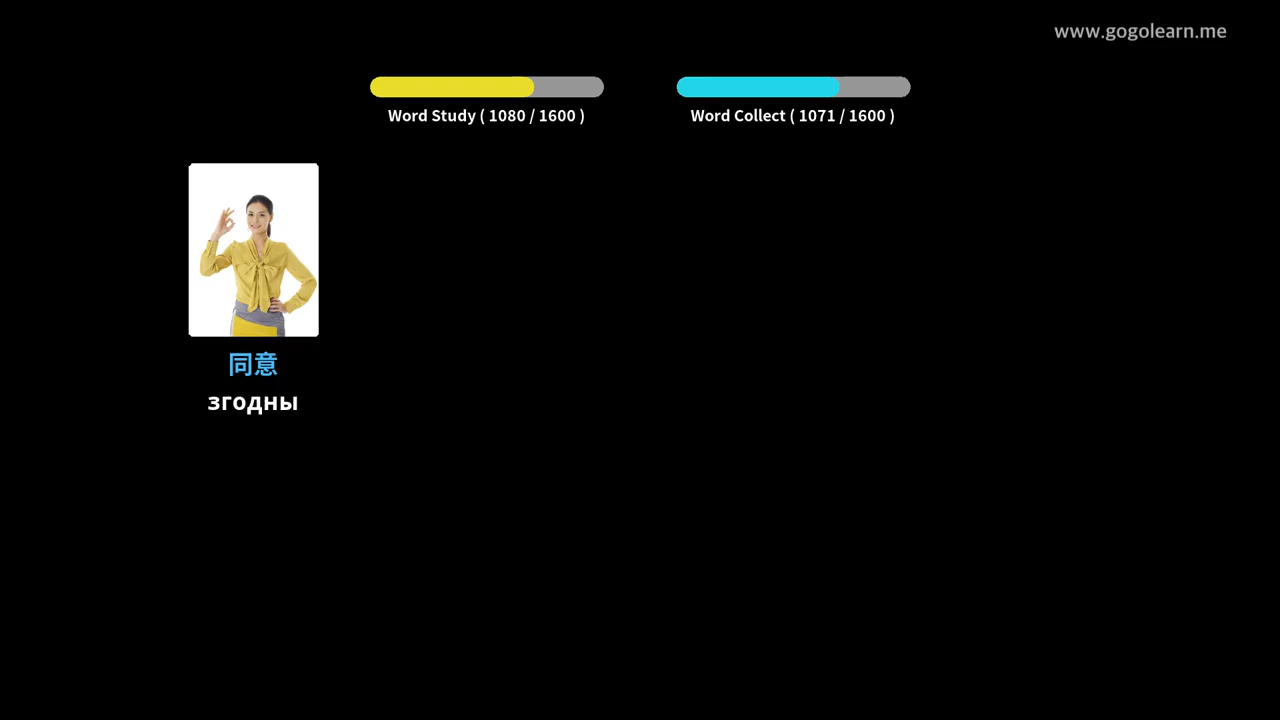 www.gogolearn.me
Word Study ( 1080 / 1600 )
Word Collect ( 1071 / 1600 )
同意
згодны